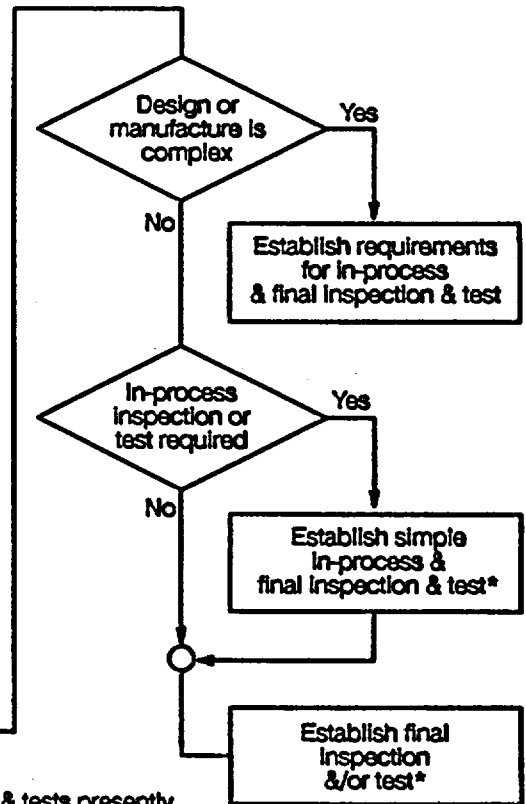 Design or
manufacture is
complex
Yes
No
Establish requirements
for in-process
& final inspection & test
In-process
inspection or
test required
Yes
No
Establish simple
in-process &
final inspection & test*
Establish final
inspection
&/or test*
& tests presently